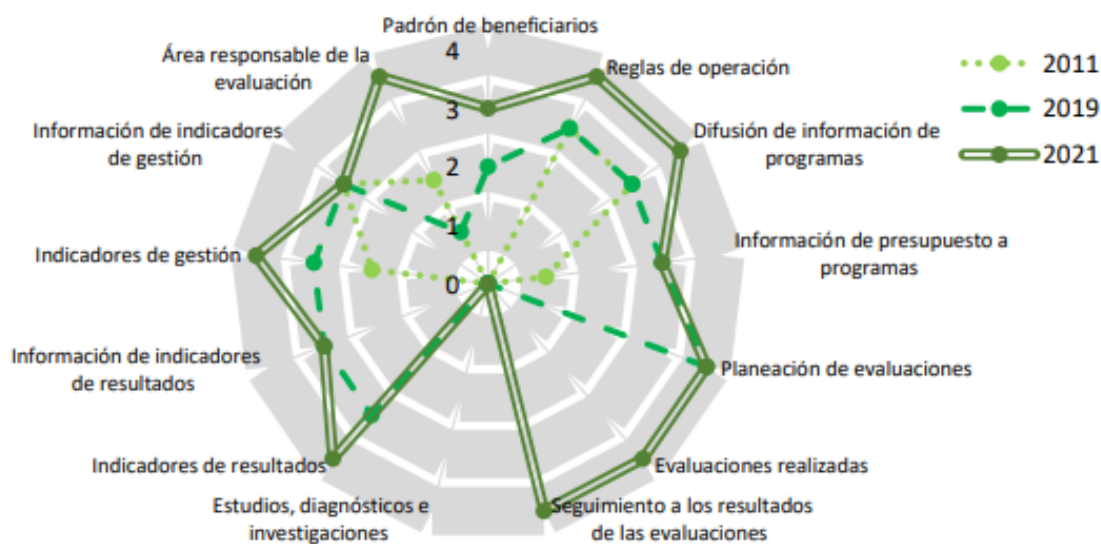 Padrón de beneficiarios
Reglas de operación
Difusión de información de
programas
Información de presupuesto a
programas
Planeación de evaluaciones
Evaluaciones realizadas
Seguimiento a los resultados
de las evaluaciones
Estudios, diagnósticos e
investigaciones
Indicadores de resultados
Información de indicadores
de resultados
Indicadores de gestión
Información de indicadores
de gestión
Área responsable de la
evaluación
4
3
2
1
0
2011
2019
2021